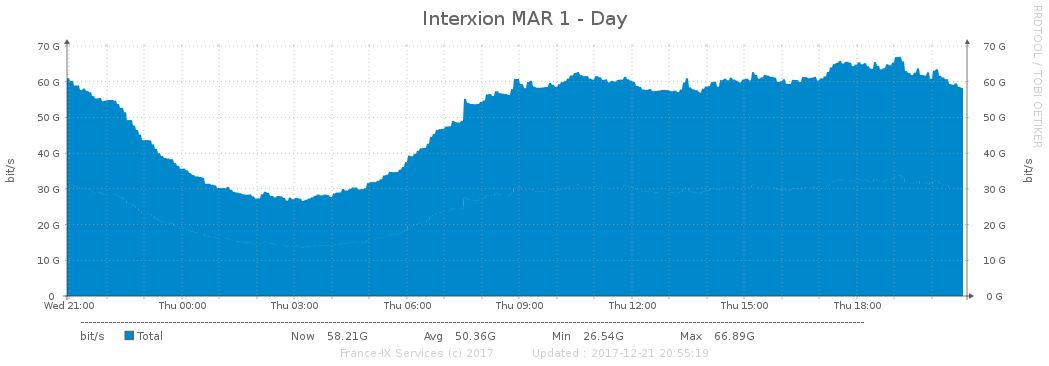 Interxion MAR 1 - Day
RRDTOOL / TOBI OETIKER
bit/s
bit/s
70 G 70 G
60 G 60 G
50 G 50 G
40 G 40 G
30 G 30 G
20 G 20 G
10 G 10 G
0 0 G
Wed 21:00 Thu 00:00 Thu 03:00 Thu 06:00 Thu 09:00 Thu 12:00 Thu 15:00 Thu 18:00
bit/s Total Now 58.21G Avg 50.36G Min 26.54G Max 66.89G
France-IX Services (c) 2017 Updated : 2017-12-21 20:55:19